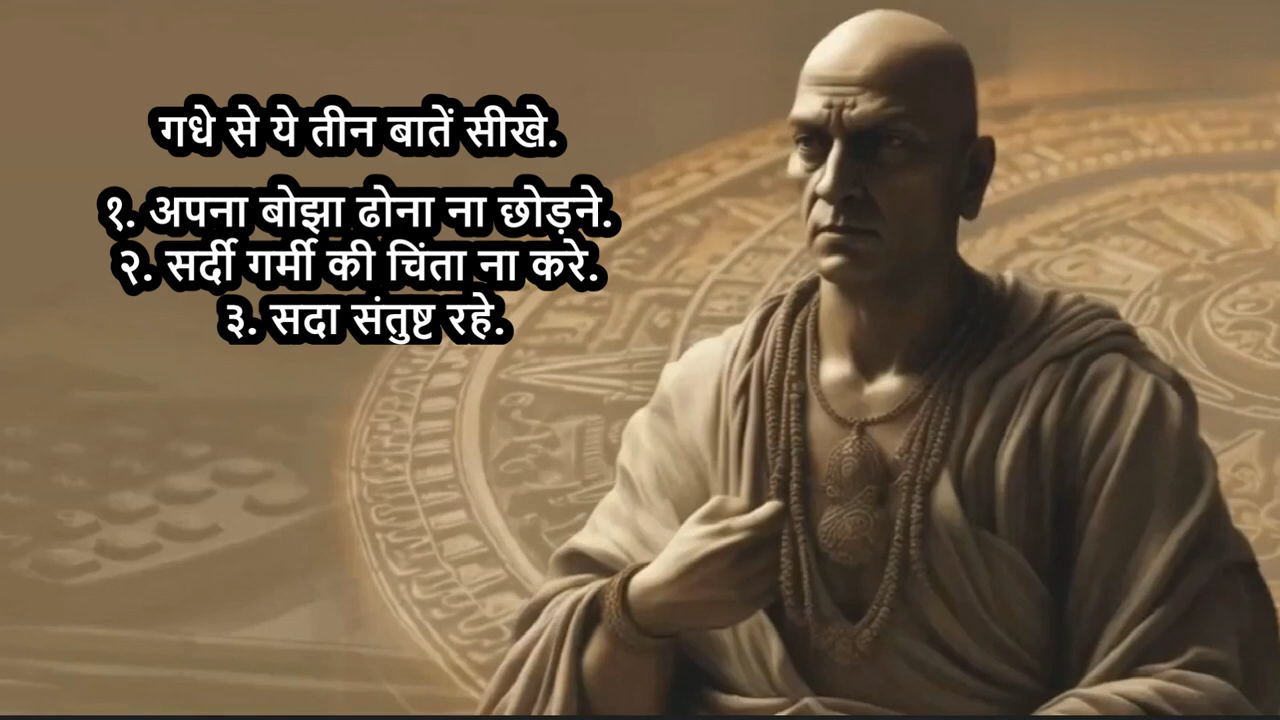 गधे से ये तीन बातें सीखे.
१. अपना बोझा ढोना ना छोड़ने.
२. सर्दी गर्मी की चिंता ना करे.
३. सदा संतुष्ट रहे.